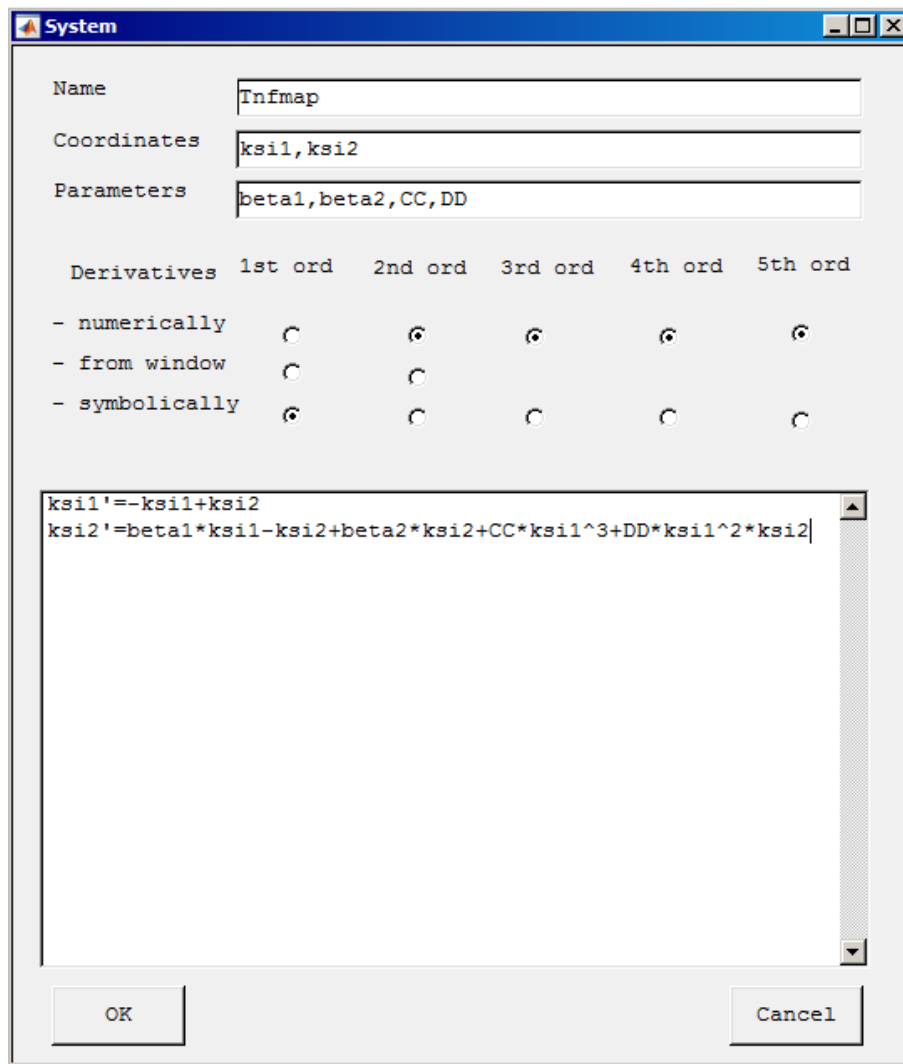 System
Name Tnfmap
Coordinates ksi1,ksi2
Parameters beta1,beta2,CC,DD
Derivatives 1st ord 2nd ord 3rd ord 4th ord 5th ord
- numerically
- from window
- symbolically
ksi1'=-ksi1+ksi2
ksi2'=beta1*ksi1-ksi2+beta2*ksi2+CC*ksi1^3+DD*ksi1^2*ksi2
OK Cancel